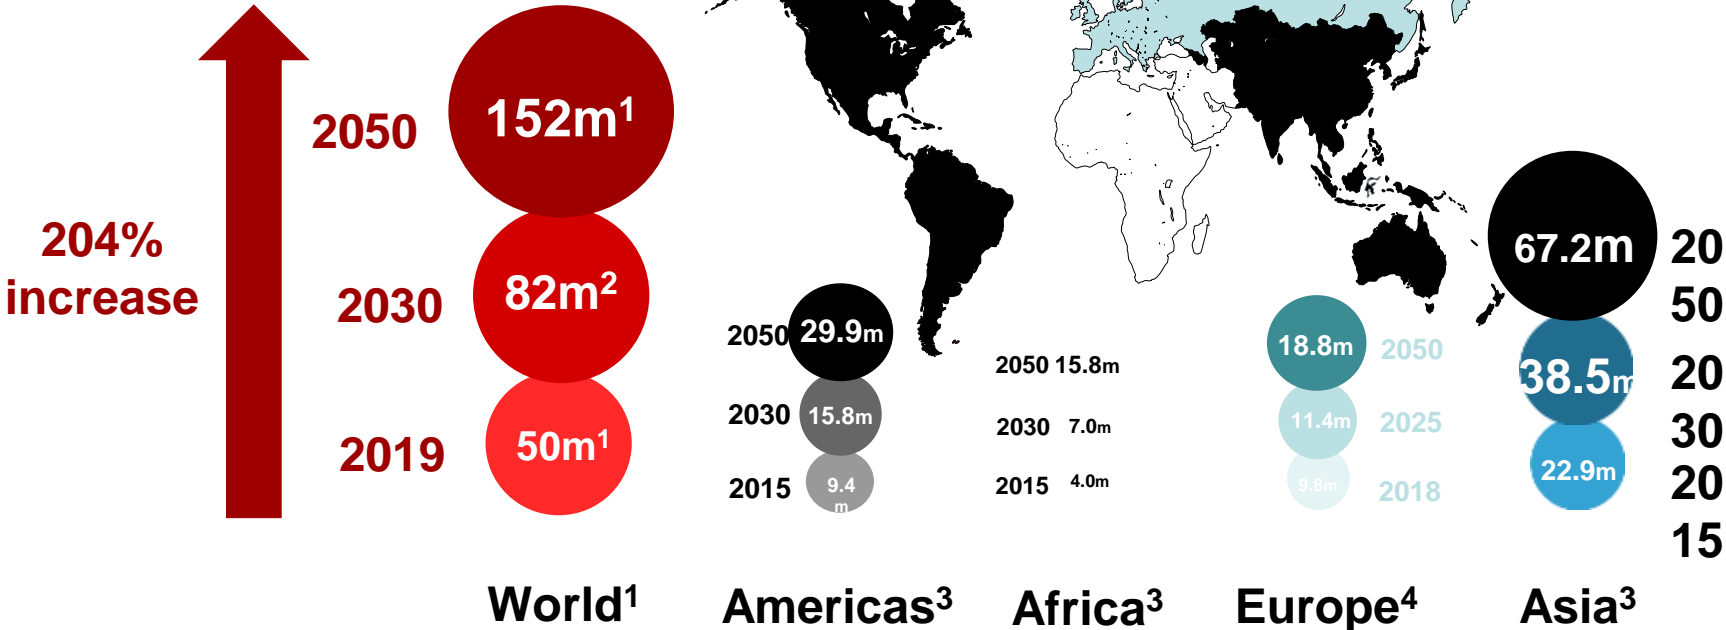 204%
increase
2050
152m¹
2030
82m²
2019
50m¹
World¹
2050
29.9m
2030
15.8m
2015
9.4
m
Americas³
2050 15.8m
2030 7.0m
2015 4.0m
Africa³
18.8m 2050
11.4m 2025
9.8m 2018
Europe⁴
67.2m
20
50
38.5m
20
30
22.9m
20
15
Asia³